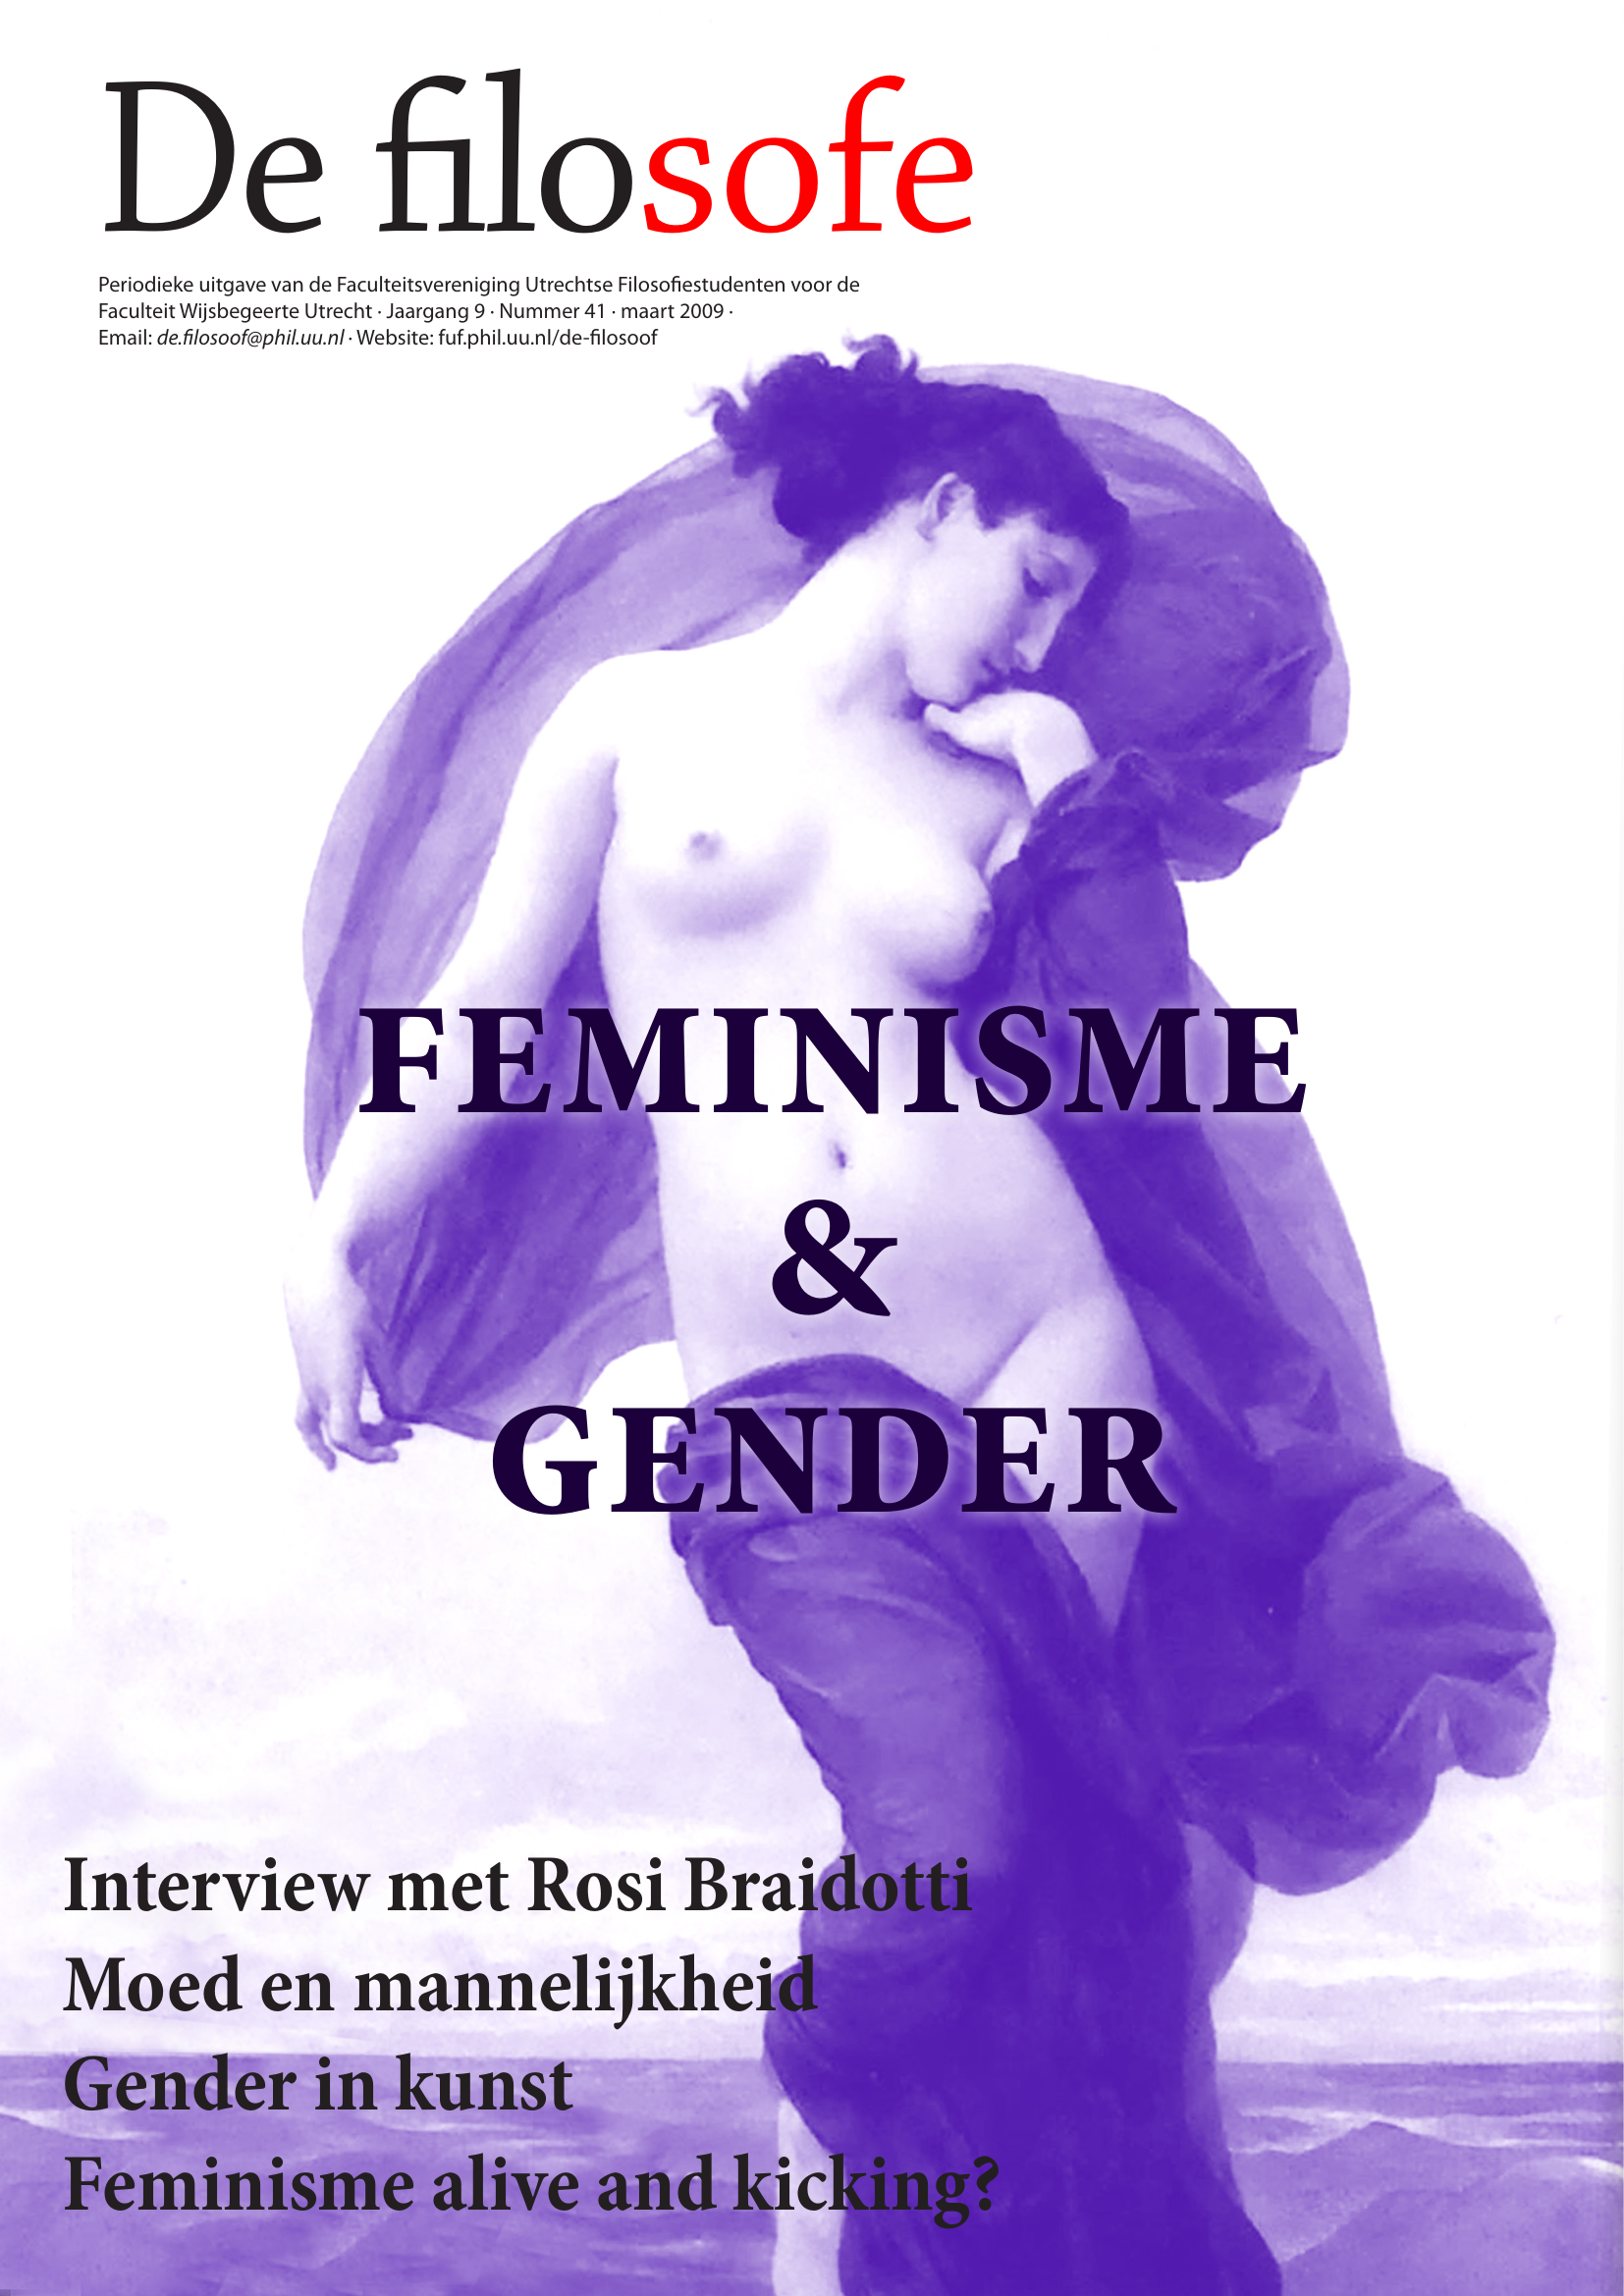 De filosofe
Periodieke uitgave van de Faculteitsvereniging Utrechtse Filosofiestudenten voor de
Faculteit Wijsbegeerte Utrecht · Jaargang 9 · Nummer 41 · maart 2009 ·
Email: de.filosoof@phil.uu.nl · Website: fuf.phil.uu.nl/de-filosoof
FEMINISME
&
GENDER
Interview met Rosi Braidotti
Moed en mannelijkheid
Gender in kunst
Feminisme alive and kicking?